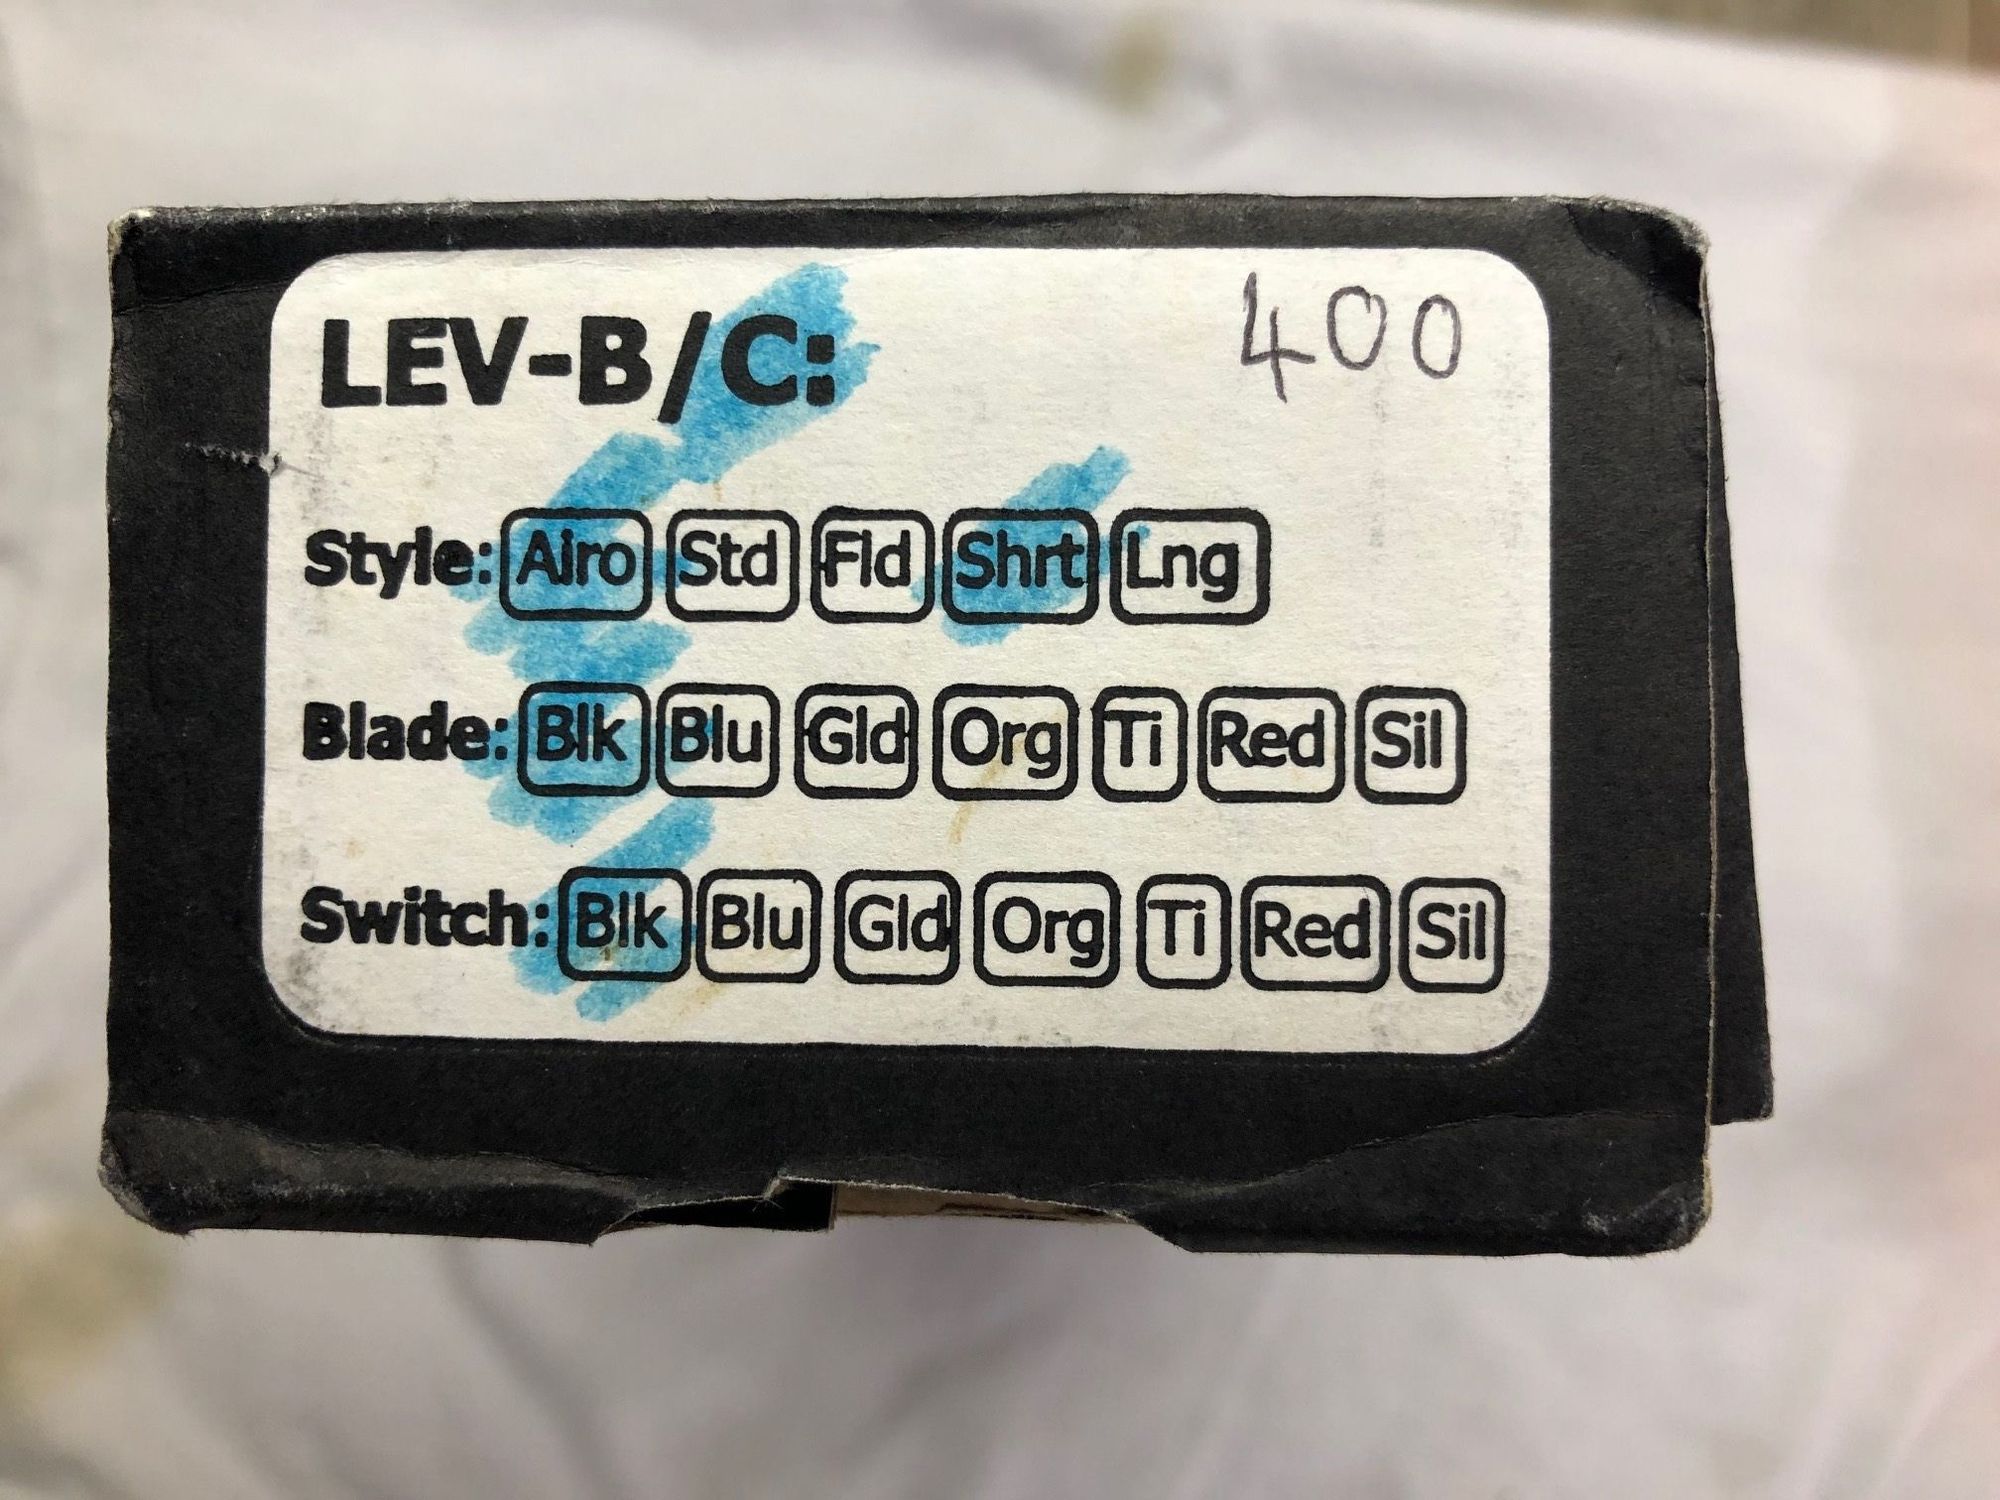 LEV-B/C: 400
Style: Airo Std Fld Shrt Lng
Blade: Blk Blu Gld Org Ti Red Sil
Switch: Blk Blu Gld Org Ti Red Sil